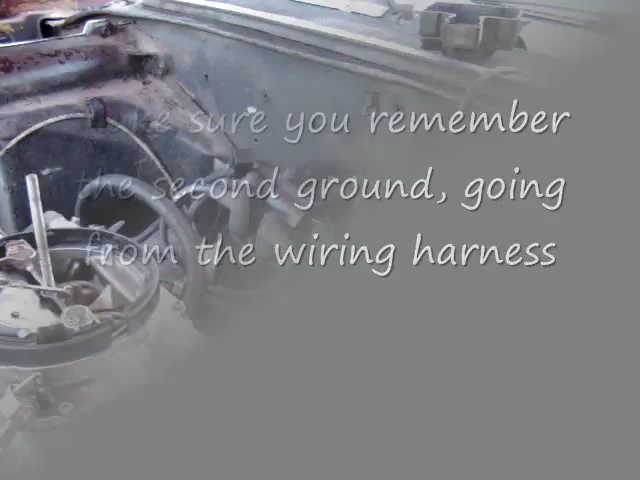 sure you remember
the second ground, going
from the wiring harness